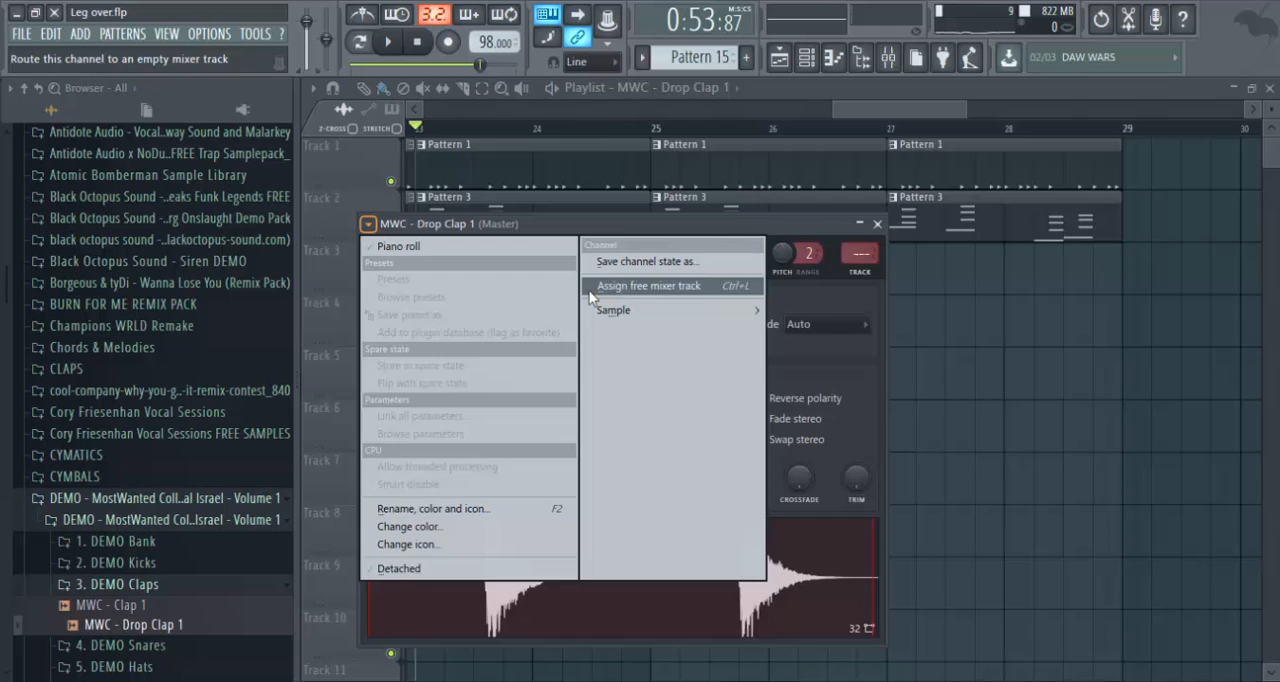 Leg over.flp
FILE EDIT ADD PATTERNS VIEW OPTIONS TOOLS ?
Route this channel to an empty mixer track
3.2.
98.000
Line
0:53:87
M:S:CS
Pattern 15
9
822 MB
0
02/03 DAW WARS
Browser - All
Antidote Audio - Vocal..way Sound and Malarkey
Antidote Audio x NoDu..FREE Trap Samplepack_
Atomic Bomberman Sample Library
Black Octopus Sound - ..eaks Funk Legends FREE
Black Octopus Sound - ..rg Onslaught Demo Pack
black octopus-sound.com/..lackoctopus-sound.com)
Black Octopus Sound - Siren DEMO
Borgeous & tyDi - Wanna Lose You (Remix Pack)
BURN FOR ME REMIX PACK
Champions WRLD Remake
Chords & Melodies
CLAPS
cool-company-why-you-g..-it-remix-contest_840
Cory Friesenhan Vocal Sessions
Cory Friesenhan Vocal Sessions FREE SAMPLES
CYMATICS
CYMBALS
DEMO - MostWanted Coll..al Israel - Volume 1
DEMO - MostWanted Col..Israel - Volume 1
1. DEMO Bank
2. DEMO Kicks
3. DEMO Claps
MWC - Clap 1
MWC - Drop Clap 1
4. DEMO Snares
5. DEMO Hats
Playlist - MWC - Drop Clap 1
Z-CROSS STRETCH
23 24 25 26 27 28 29 30
Track 1
Pattern 1 Pattern 1 Pattern 1
Track 2
Pattern 3 Pattern 3 Pattern 3
Track 3
Track 4
Track 5
Track 6
Track 7
Track 8
Track 9
Track 10
Track 11
MWC - Drop Clap 1 (Master)
Piano roll
Presets
Presets
Browse presets
Save preset as
Add to plugin database (flag as favorite)
Spare state
Store in spare state
Flip with spare state
Parameters
Link all parameters...
Browse parameters
CPU
Allow threaded processing
Smart disable
Rename, color and icon... F2
Change color...
Change icon...
Detached
Channel
Save channel state as...
Assign free mixer track Ctrl+L
Sample
2
---
PITCH RANGE TRACK
de Auto
Reverse polarity
Fade stereo
Swap stereo
CROSSFADE TRIM
32